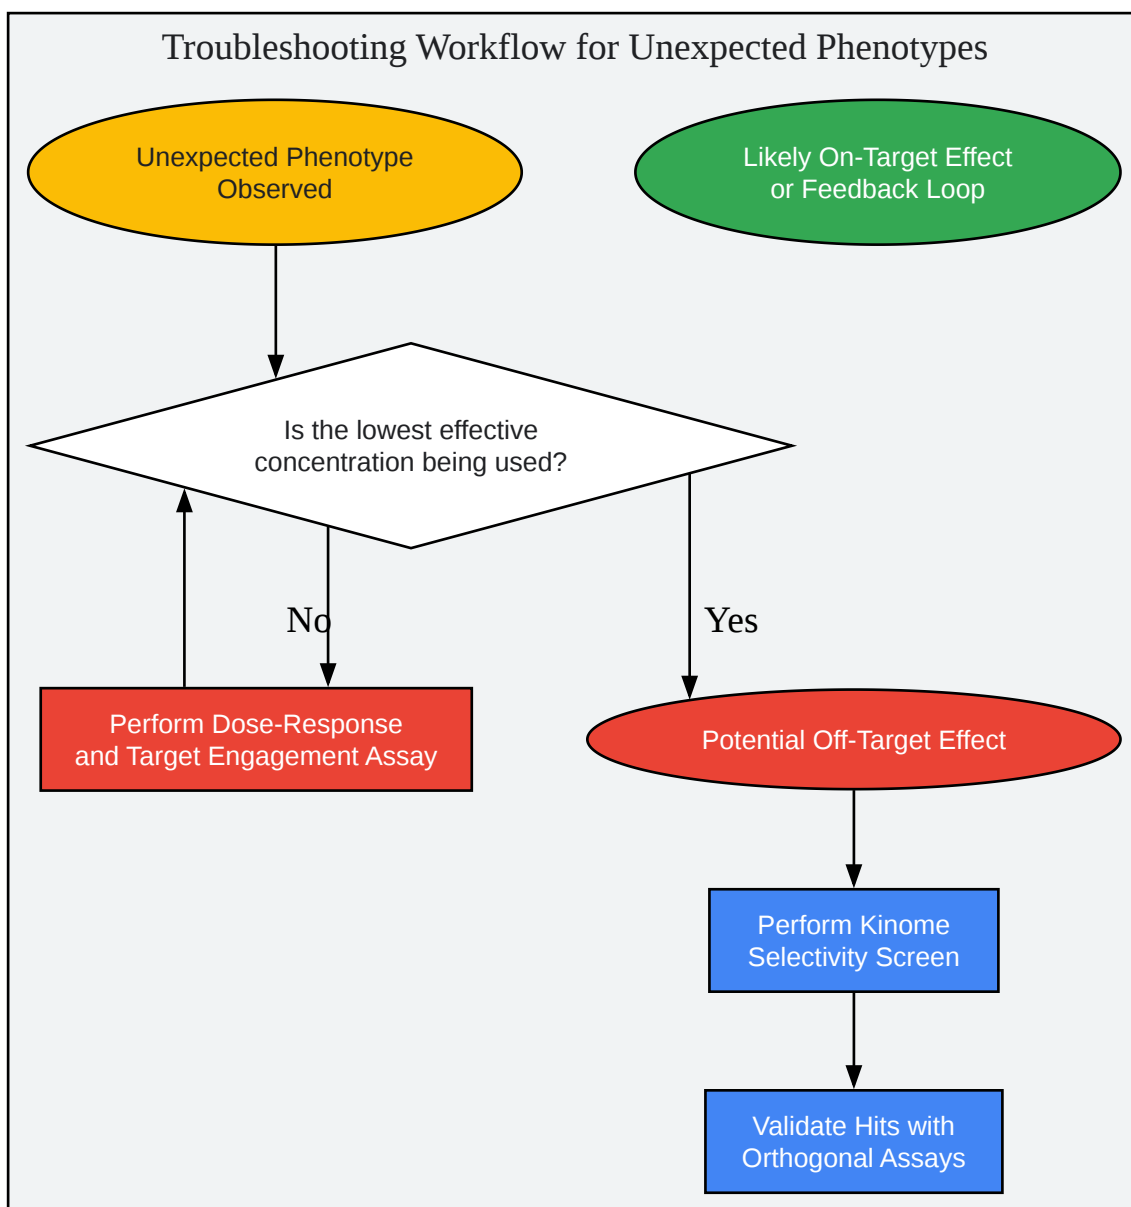 Troubleshooting Workflow for Unexpected Phenotypes
Unexpected Phenotype
Observed
Likely On-Target Effect
or Feedback Loop
Is the lowest effective
concentration being used?
No
Yes
Perform Dose-Response
and Target Engagement Assay
Potential Off-Target Effect
Perform Kinome
Selectivity Screen
Validate Hits with
Orthogonal Assays